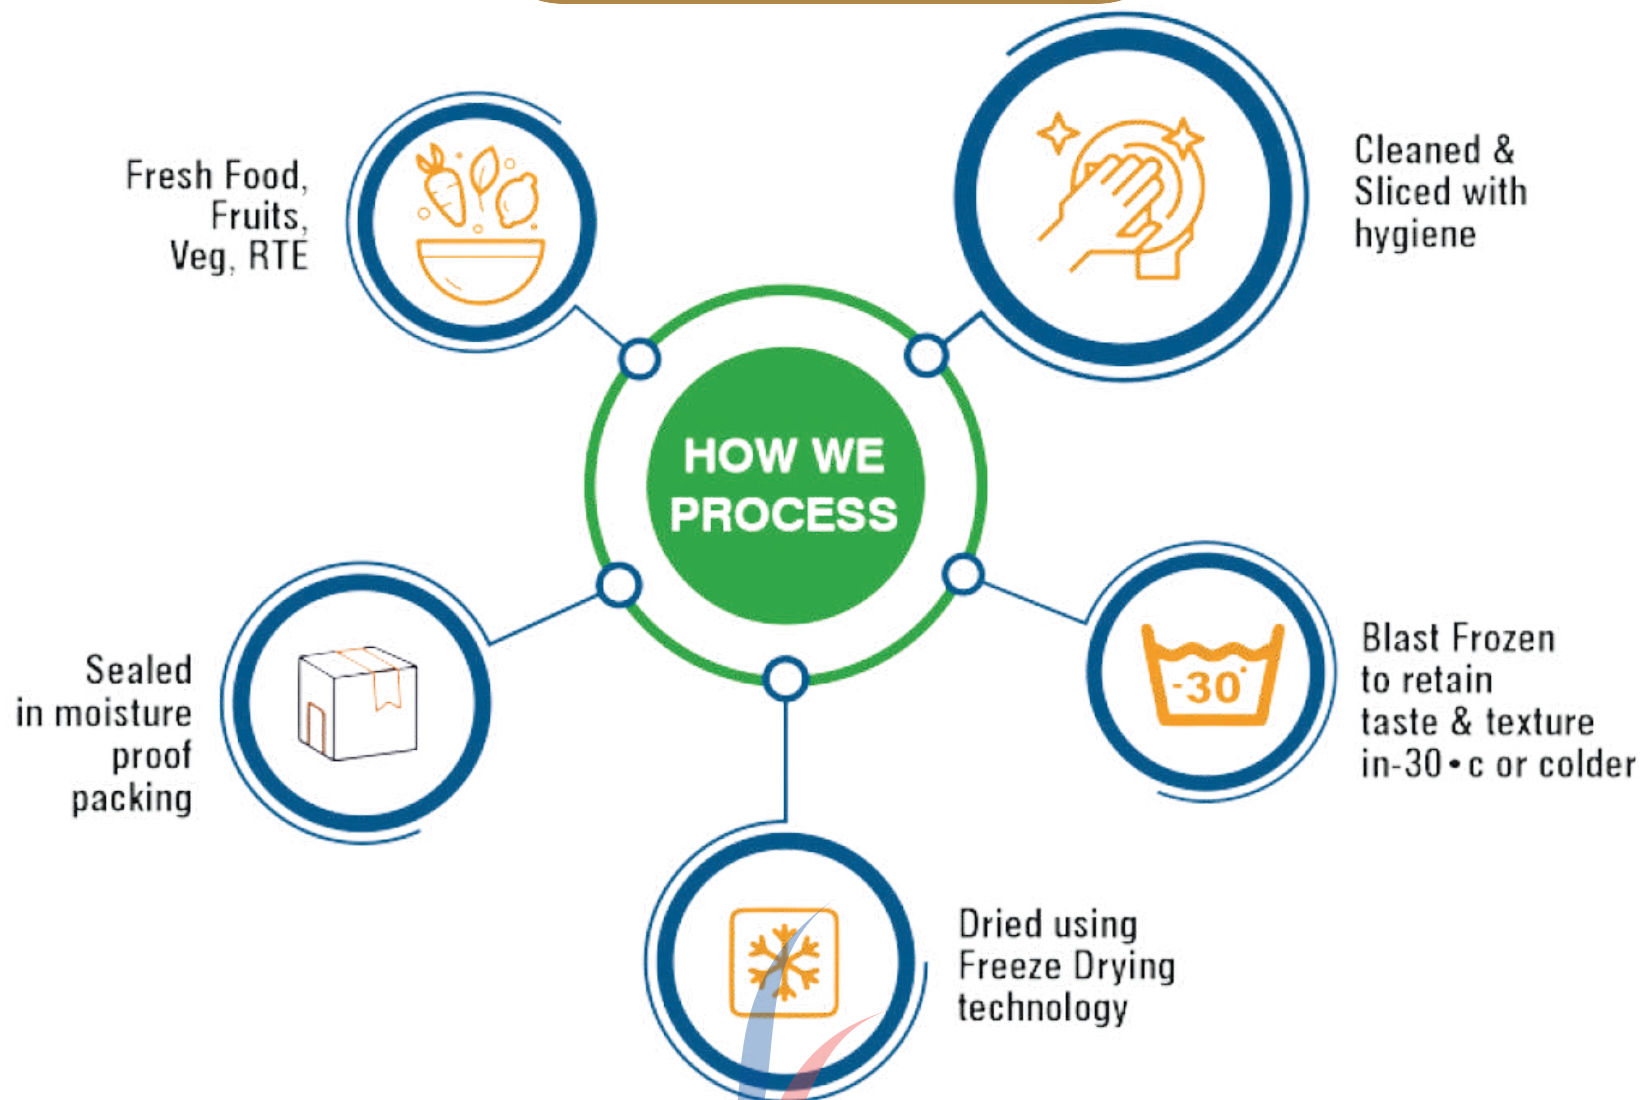 Fresh Food,
Fruits,
Veg, RTE
Cleaned &
Sliced with
hygiene
HOW WE
PROCESS
Blast Frozen
to retain
taste & texture
in-30•c or colder
-30°
Dried using
Freeze Drying
technology
Sealed
in moisture
proof
packing